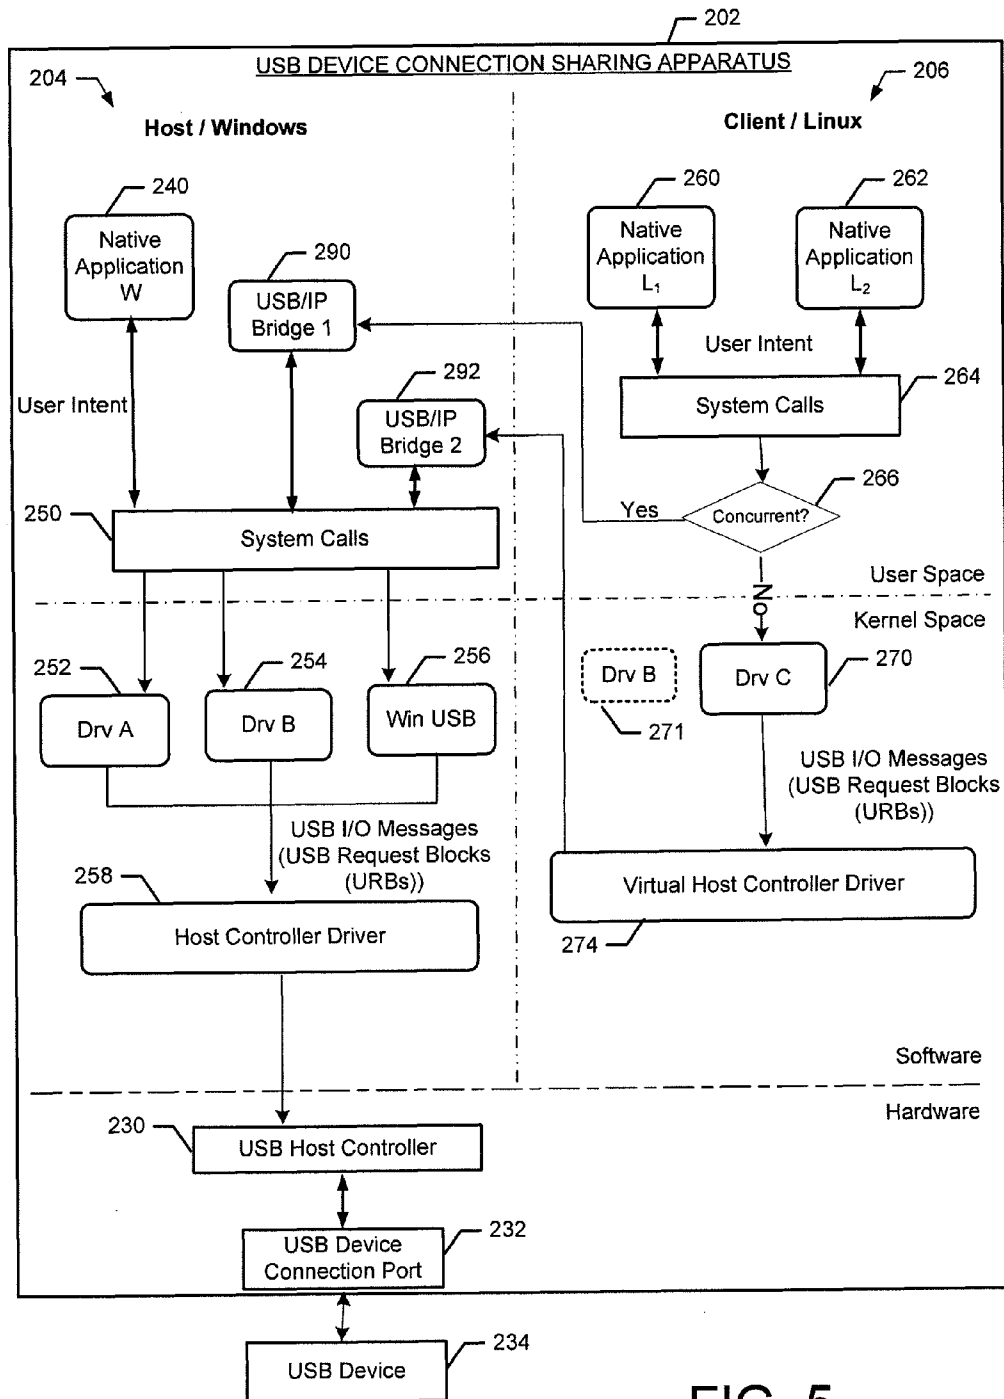 202
USB DEVICE CONNECTION SHARING APPARATUS
204
206
Host / Windows
Client / Linux
240
Native
Application
W
290
USB/IP
Bridge 1
260
Native
Application
L1
262
Native
Application
L2
User Intent
User Intent
292
USB/IP
Bridge 2
264
System Calls
266
Concurrent?
Yes
No
250
System Calls
User Space
Kernel Space
252
Drv A
254
Drv B
256
Win USB
Drv B
271
Drv C
270
USB I/O Messages
(USB Request Blocks
(URBs))
USB I/O Messages
(USB Request Blocks
(URBs))
258
Host Controller Driver
Virtual Host Controller Driver
274
Software
Hardware
230
USB Host Controller
232
USB Device
Connection Port
234
USB Device
FIG. 5